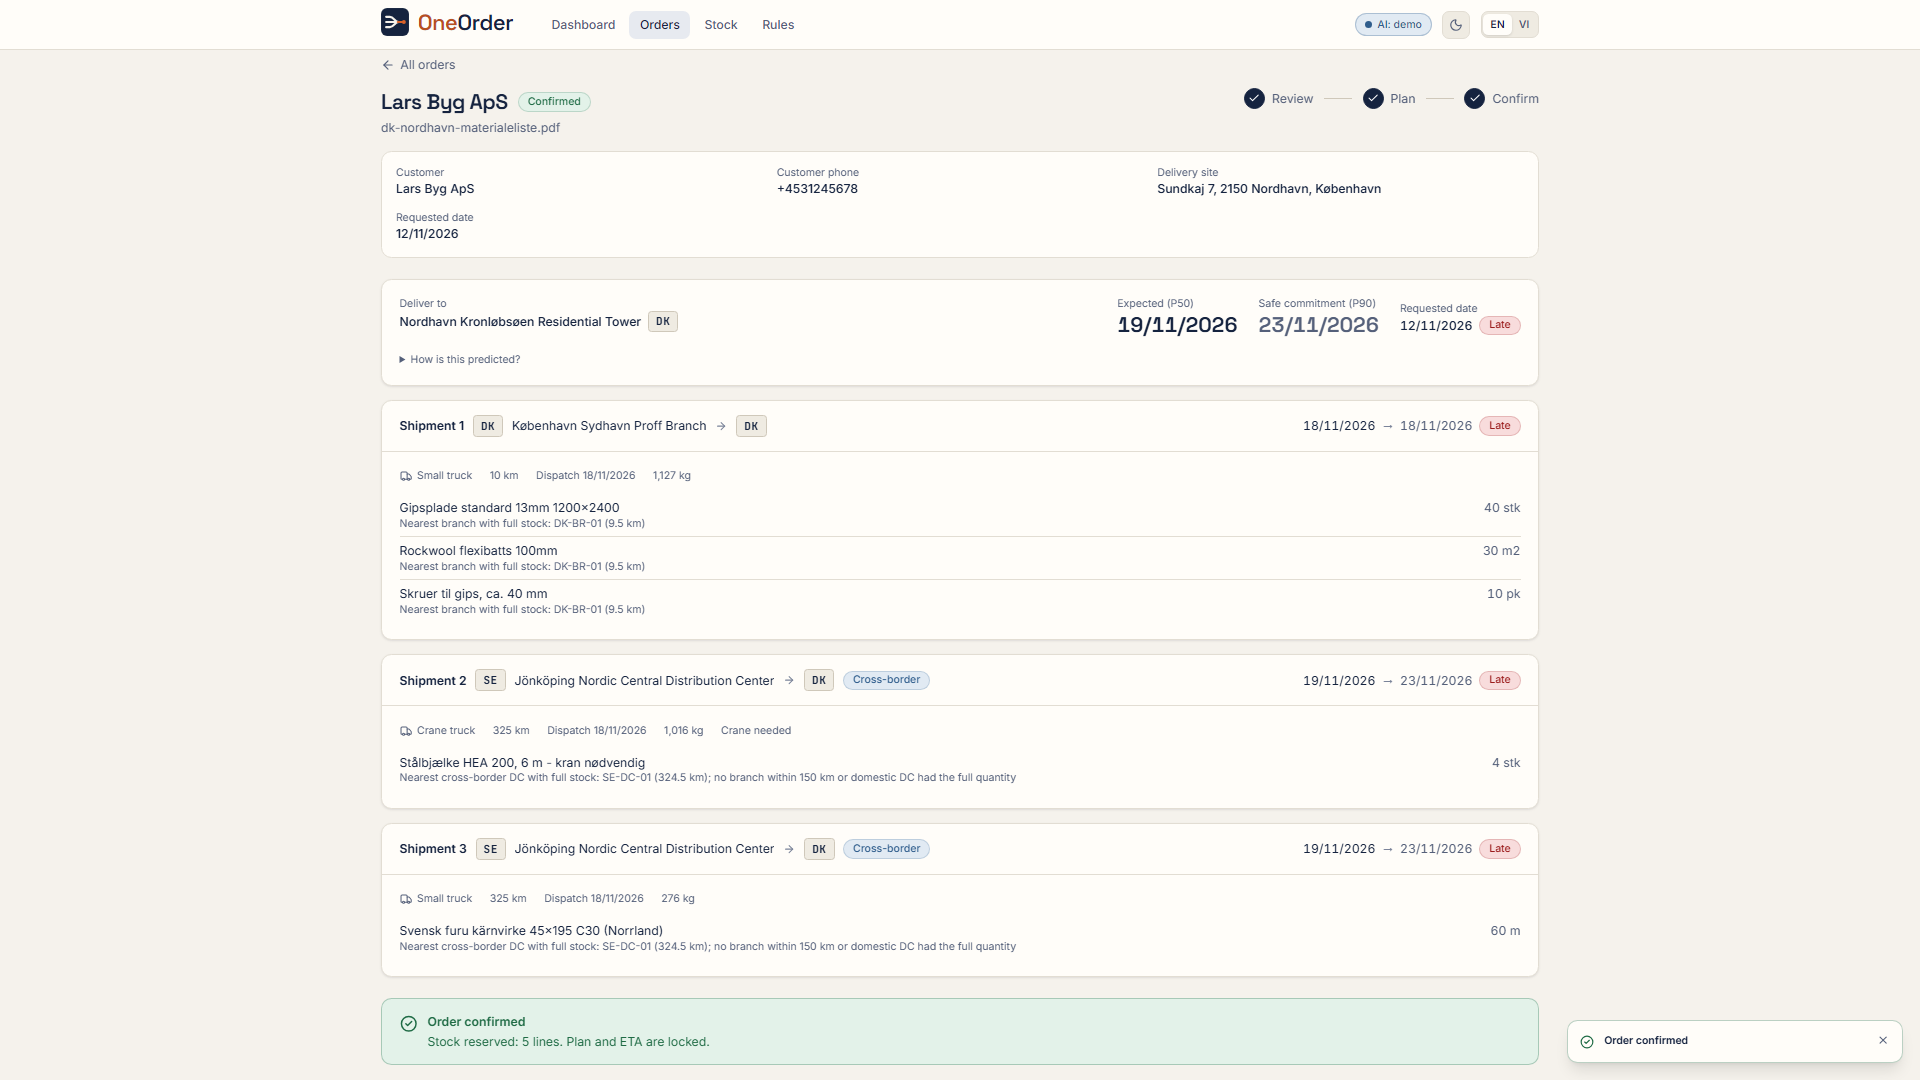 OneOrder
Dashboard
Orders
Stock
Rules
AI: demo
EN
VI
All orders
Lars Byg ApS
Confirmed
Review
Plan
Confirm
dk-nordhavn-materialeliste.pdf
Customer
Lars Byg ApS
Customer phone
+4531245678
Delivery site
Sundkaj 7, 2150 Nordhavn, København
Requested date
12/11/2026
Deliver to
Nordhavn Kronløbsøen Residential Tower DK
Expected (P50)
19/11/2026
Safe commitment (P90)
23/11/2026
Requested date
12/11/2026 Late
How is this predicted?
Shipment 1 DK København Sydhavn Proff Branch → DK
18/11/2026 → 18/11/2026 Late
Small truck 10 km Dispatch 18/11/2026 1,127 kg
Gipsplade standard 13mm 1200×2400 40 stk
Nearest branch with full stock: DK-BR-01 (9.5 km)
Rockwool flexibatts 100mm 30 m2
Nearest branch with full stock: DK-BR-01 (9.5 km)
Skruer til gips, ca. 40 mm 10 pk
Nearest branch with full stock: DK-BR-01 (9.5 km)
Shipment 2 SE Jönköping Nordic Central Distribution Center → DK Cross-border
19/11/2026 → 23/11/2026 Late
Crane truck 325 km Dispatch 18/11/2026 1,016 kg Crane needed
Stålbjælke HEA 200, 6 m - kran nødvendig 4 stk
Nearest cross-border DC with full stock: SE-DC-01 (324.5 km); no branch within 150 km or domestic DC had the full quantity
Shipment 3 SE Jönköping Nordic Central Distribution Center → DK Cross-border
19/11/2026 → 23/11/2026 Late
Small truck 325 km Dispatch 18/11/2026 276 kg
Svensk furu kärnvirke 45×195 C30 (Norrland) 60 m
Nearest cross-border DC with full stock: SE-DC-01 (324.5 km); no branch within 150 km or domestic DC had the full quantity
Order confirmed
Stock reserved: 5 lines. Plan and ETA are locked.
Order confirmed